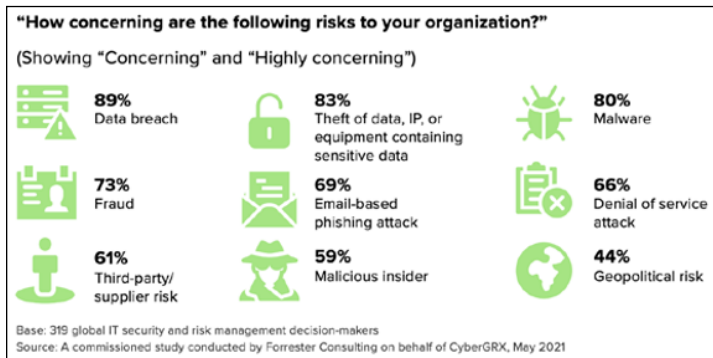 “How concerning are the following risks to your organization?”
(Showing “Concerning” and “Highly concerning”)
89%
Data breach
83%
Theft of data, IP, or
equipment containing
sensitive data
80%
Malware
73%
Fraud
69%
Email-based
phishing attack
66%
Denial of service
attack
61%
Third-party/
supplier risk
59%
Malicious insider
44%
Geopolitical risk
Base: 319 global IT security and risk management decision-makers
Source: A commissioned study conducted by Forrester Consulting on behalf of CyberGRX, May 2021